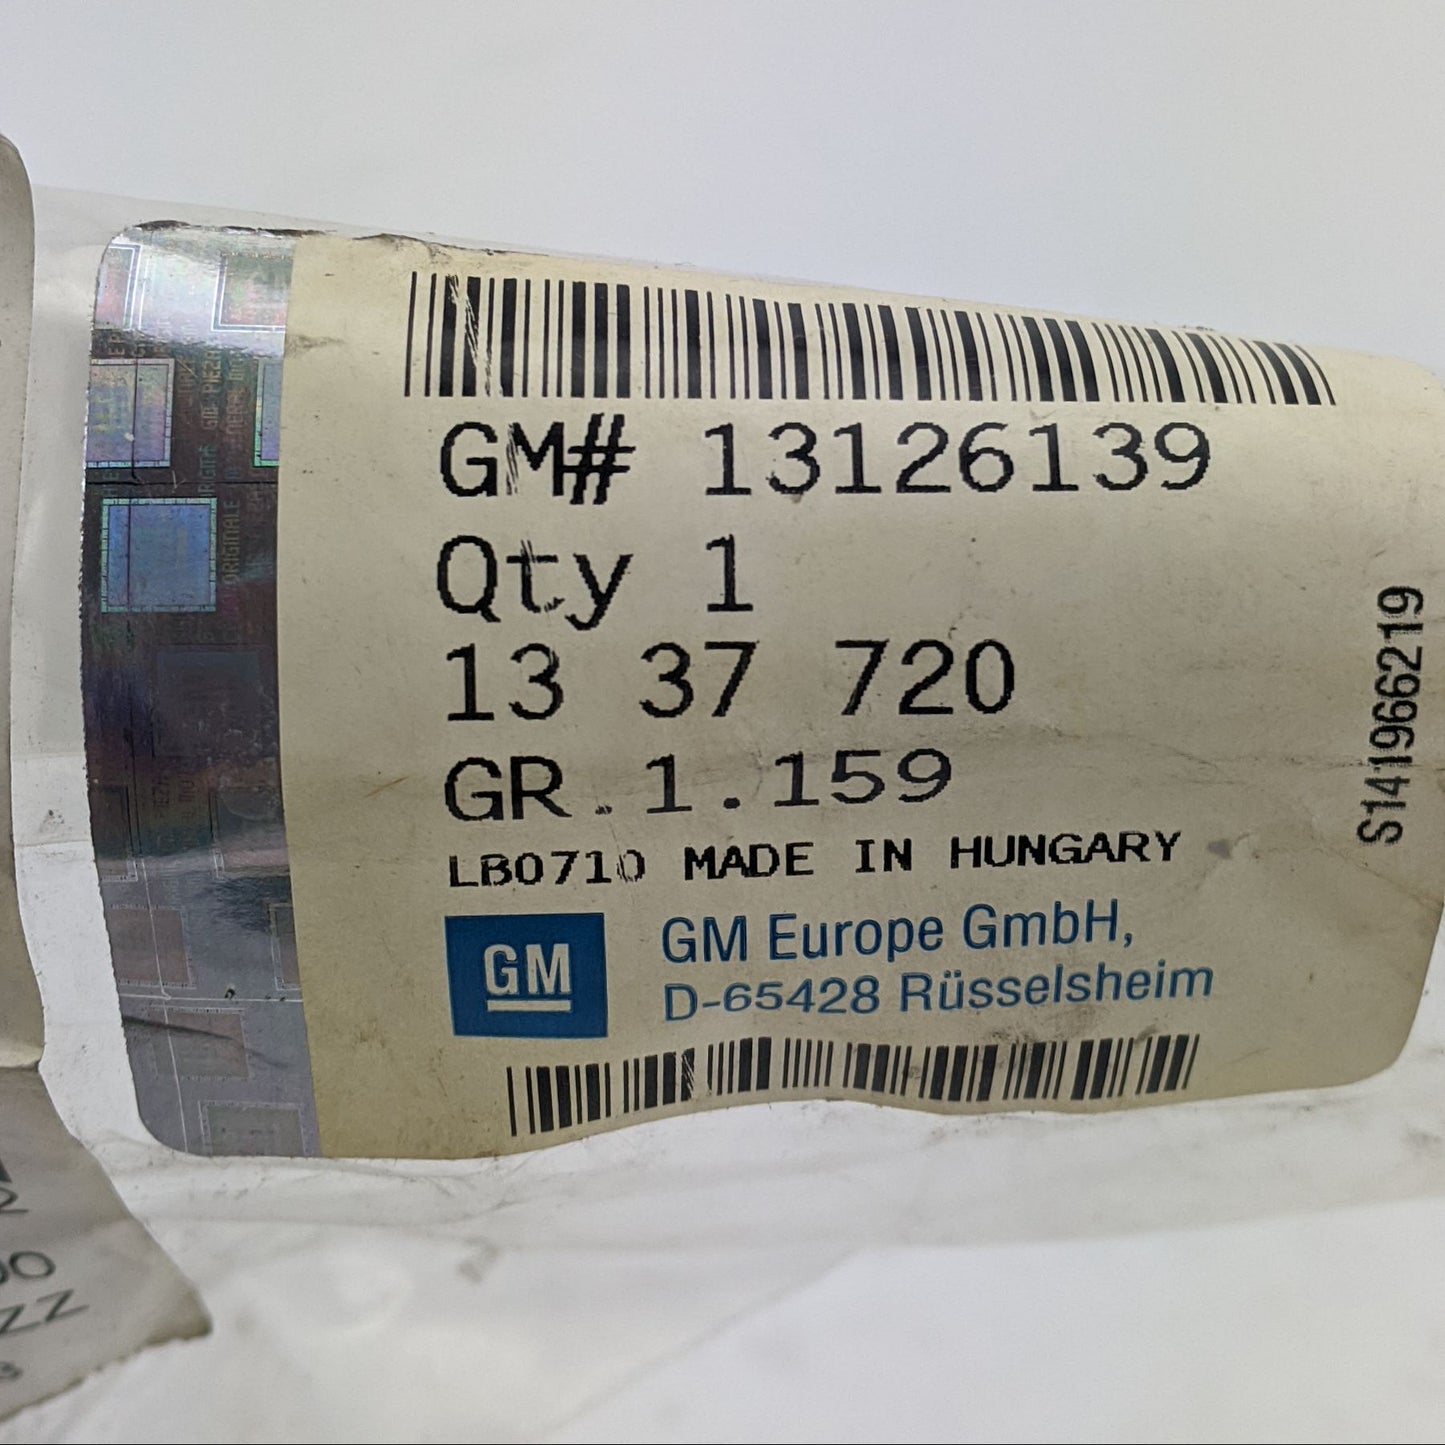 GM# 13126139
Qty 1
13 37 720
GR.1.159
LB0710 MADE IN HUNGARY
GM
GM Europe GmbH,
D-65428 Rüsselsheim
S141966219
ORIGINALE